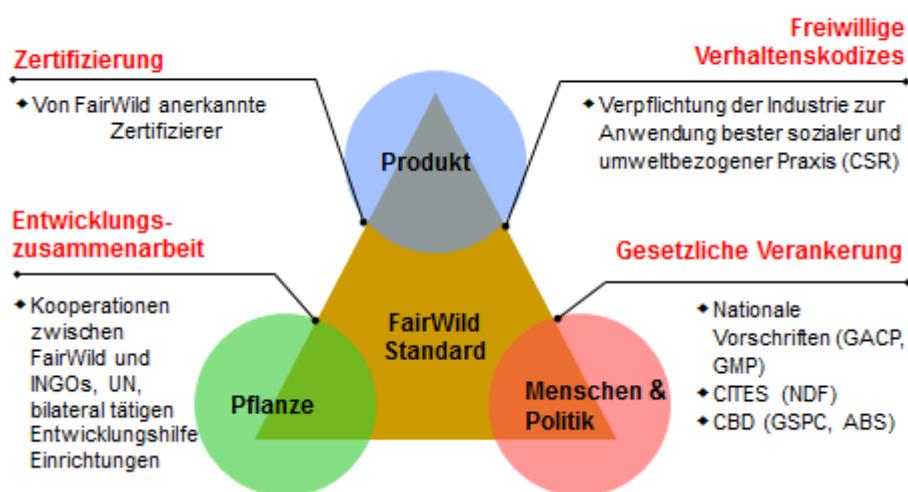 Zertifizierung
◆ Von FairWild anerkannte
Zertifizierer
Freiwillige
Verhaltenskodizes
◆ Verpflichtung der Industrie zur
Anwendung bester sozialer und
umweltbezogener Praxis (CSR)
Produkt
Entwicklungs-
zusammenarbeit
◆ Kooperationen
zwischen
FairWild und
INGOs, UN,
bilateral tätigen
Entwicklungshilfe
Einrichtungen
Gesetzliche Verankerung
◆ Nationale
Vorschriften (GACP,
GMP)
◆ CITES (NDF)
◆ CBD (GSPC, ABS)
FairWild
Standard
Pflanze
Menschen &
Politik